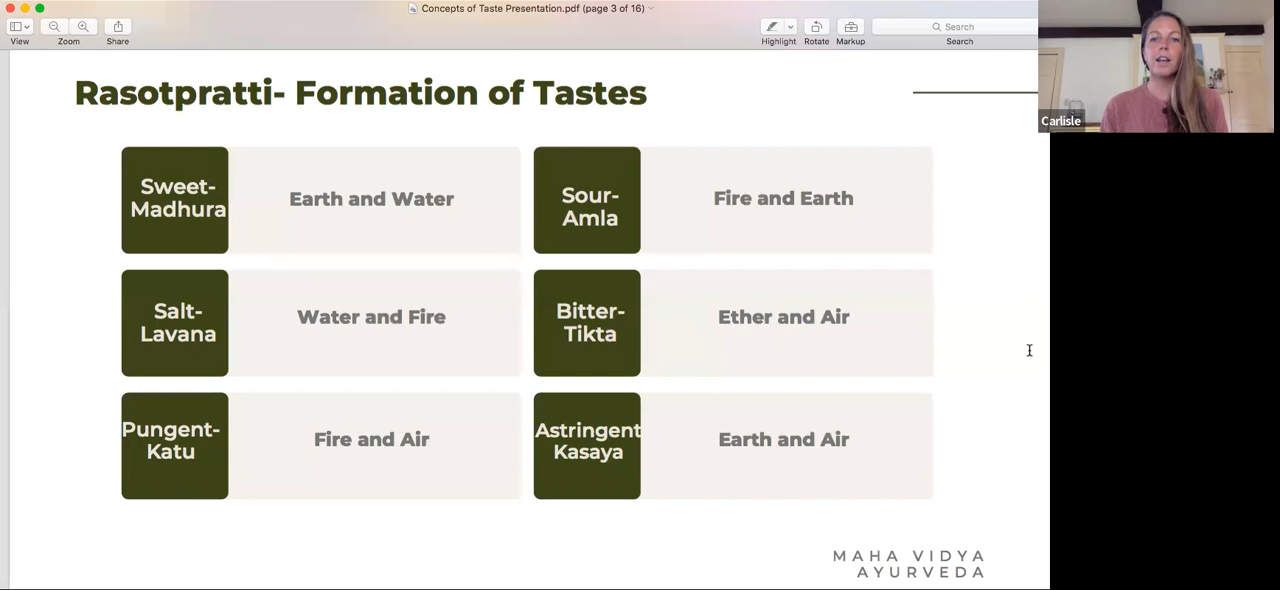 Concepts of Taste Presentation.pdf (page 3 of 16)
View
Zoom
Share
Highlight
Rotate
Markup
Search
Search
Carlisle
Rasotpratti- Formation of Tastes
Sweet-
Madhura
Earth and Water
Sour-
Amla
Fire and Earth
Salt-
Lavana
Water and Fire
Bitter-
Tikta
Ether and Air
Pungent-
Katu
Fire and Air
Astringent
Kasaya
Earth and Air
MAHA VIDYA
AYURVEDA